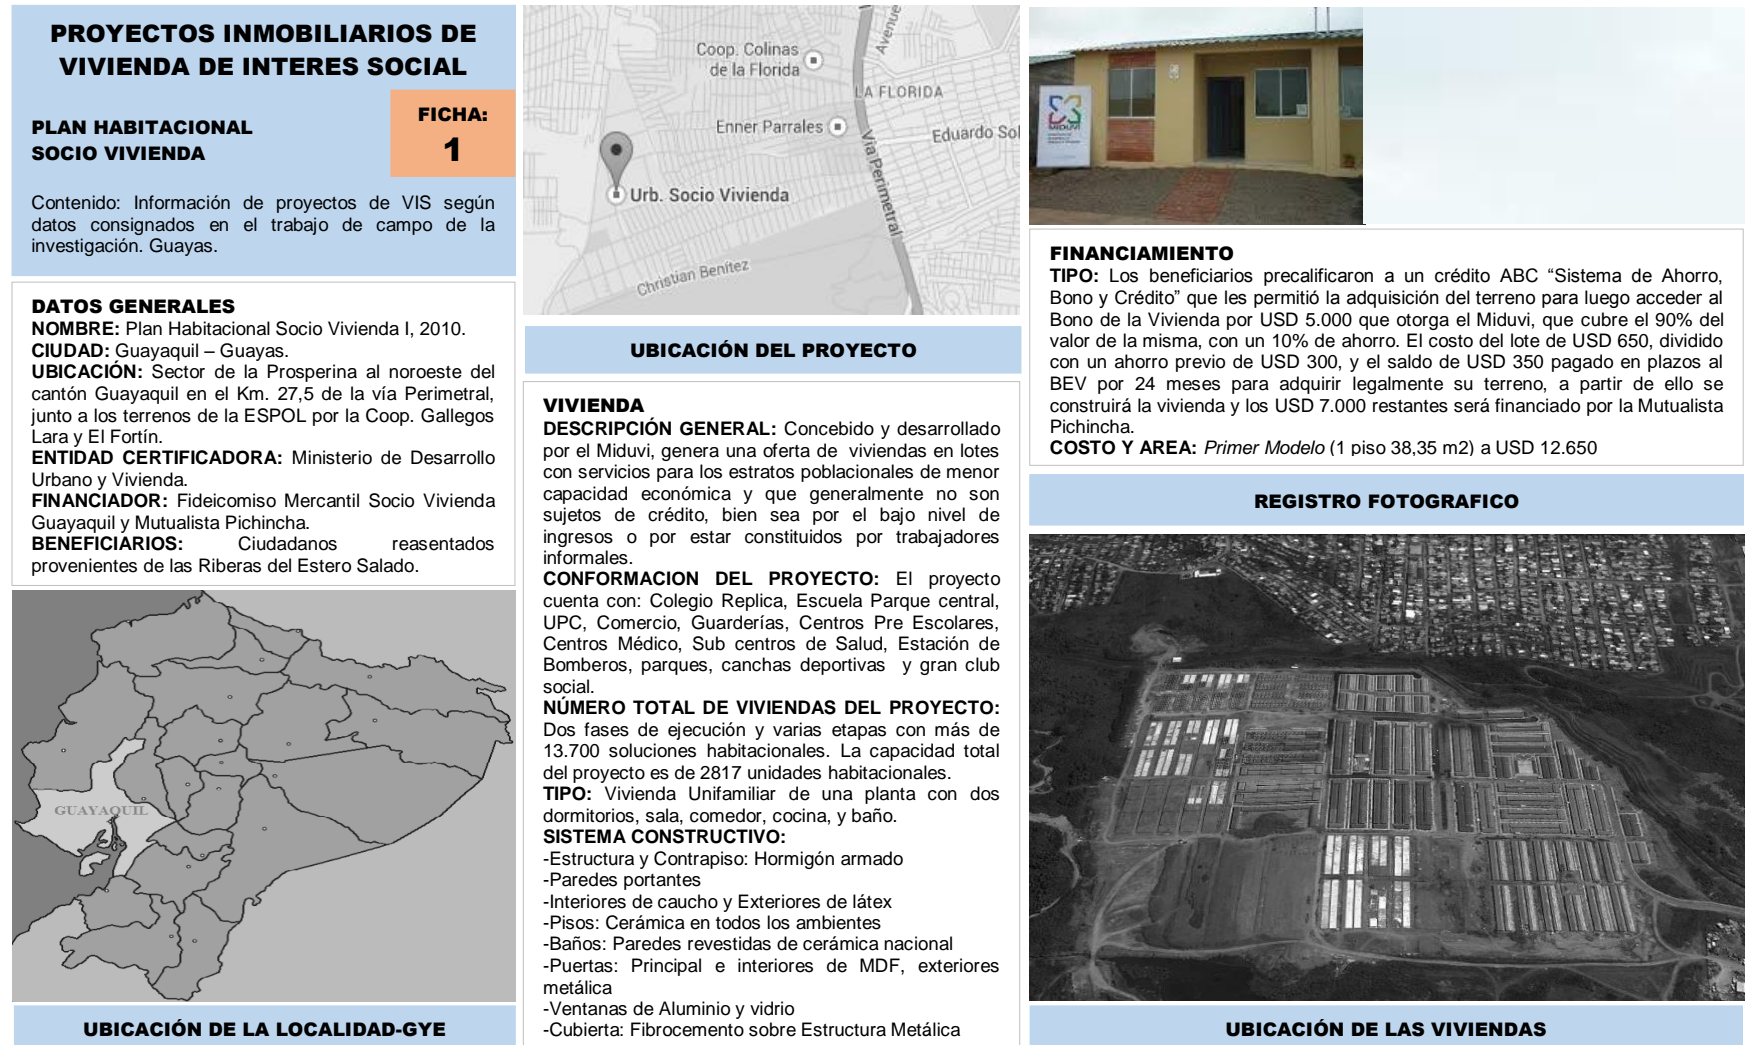 PROYECTOS INMOBILIARIOS DE
VIVIENDA DE INTERES SOCIAL
PLAN HABITACIONAL
SOCIO VIVIENDA
FICHA:
1
Contenido: Información de proyectos de VIS según
datos consignados en el trabajo de campo de la
investigación. Guayas.
DATOS GENERALES
NOMBRE: Plan Habitacional Socio Vivienda I, 2010.
CIUDAD: Guayaquil – Guayas.
UBICACIÓN: Sector de la Prosperina al noroeste del
cantón Guayaquil en el Km. 27,5 de la vía Perimetral,
junto a los terrenos de la ESPOL por la Coop. Gallegos
Lara y El Fortín.
ENTIDAD CERTIFICADORA: Ministerio de Desarrollo
Urbano y Vivienda.
FINANCIADOR: Fideicomiso Mercantil Socio Vivienda
Guayaquil y Mutualista Pichincha.
BENEFICIARIOS: Ciudadanos reasentados
provenientes de las Riberas del Estero Salado.
GUAYAQUIL
UBICACIÓN DE LA LOCALIDAD-GYE
Coop. Colinas
de la Florida
Avenue
LA FLORIDA
Enner Parrales
Eduardo Sol
Vía Perimetral
Urb. Socio Vivienda
Christian Benítez
UBICACIÓN DEL PROYECTO
VIVIENDA
DESCRIPCIÓN GENERAL: Concebido y desarrollado
por el Miduvi, genera una oferta de viviendas en lotes
con servicios para los estratos poblacionales de menor
capacidad económica y que generalmente no son
sujetos de crédito, bien sea por el bajo nivel de
ingresos o por estar constituidos por trabajadores
informales.
CONFORMACION DEL PROYECTO: El proyecto
cuenta con: Colegio Replica, Escuela Parque central,
UPC, Comercio, Guarderías, Centros Pre Escolares,
Centros Médico, Sub centros de Salud, Estación de
Bomberos, parques, canchas deportivas y gran club
social.
NÚMERO TOTAL DE VIVIENDAS DEL PROYECTO:
Dos fases de ejecución y varias etapas con más de
13.700 soluciones habitacionales. La capacidad total
del proyecto es de 2817 unidades habitacionales.
TIPO: Vivienda Unifamiliar de una planta con dos
dormitorios, sala, comedor, cocina, y baño.
SISTEMA CONSTRUCTIVO:
-Estructura y Contrapiso: Hormigón armado
-Paredes portantes
-Interiores de caucho y Exteriores de látex
-Pisos: Cerámica en todos los ambientes
-Baños: Paredes revestidas de cerámica nacional
-Puertas: Principal e interiores de MDF, exteriores
metálica
-Ventanas de Aluminio y vidrio
-Cubierta: Fibrocemento sobre Estructura Metálica
MIDUVI
FINANCIAMIENTO
TIPO: Los beneficiarios precalificaron a un crédito ABC “Sistema de Ahorro,
Bono y Crédito” que les permitió la adquisición del terreno para luego acceder al
Bono de la Vivienda por USD 5.000 que otorga el Miduvi, que cubre el 90% del
valor de la misma, con un 10% de ahorro. El costo del lote de USD 650, dividido
con un ahorro previo de USD 300, y el saldo de USD 350 pagado en plazos al
BEV por 24 meses para adquirir legalmente su terreno, a partir de ello se
construirá la vivienda y los USD 7.000 restantes será financiado por la Mutualista
Pichincha.
COSTO Y AREA: Primer Modelo (1 piso 38,35 m2) a USD 12.650
REGISTRO FOTOGRAFICO
UBICACIÓN DE LAS VIVIENDAS